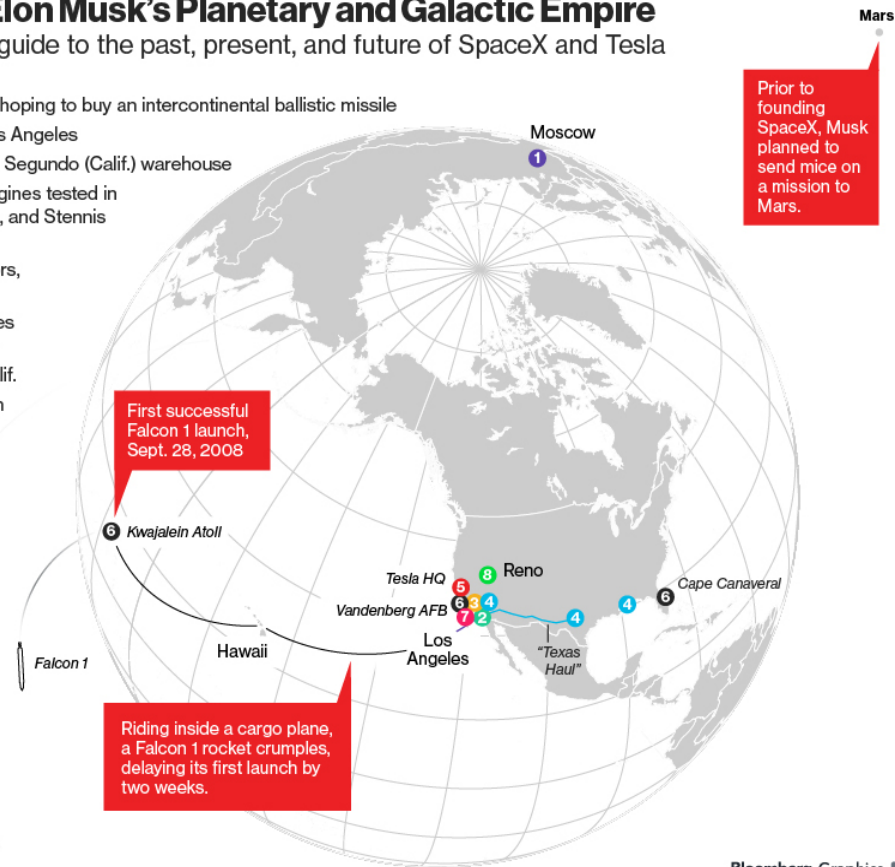 Elon Musk's Planetary and Galactic Empire
guide to the past, present, and future of SpaceX and Tesla
Mars
Prior to
founding
SpaceX, Musk
planned to
send mice on
a mission to
Mars.
hoping to buy an intercontinental ballistic missile
s Angeles
Segundo (Calif.) warehouse
gines tested in
, and Stennis
rs,
es
lif.
n
Moscow
1
First successful
Falcon 1 launch,
Sept. 28, 2008
6 Kwajalein Atoll
Falcon 1
Hawaii
Tesla HQ 5
8 Reno
Vandenberg AFB 6 3 4
7 2
Los
Angeles
4
4
6 Cape Canaveral
"Texas
Haul"
Riding inside a cargo plane,
a Falcon 1 rocket crumples,
delaying its first launch by
two weeks.
Bloomberg Graphics